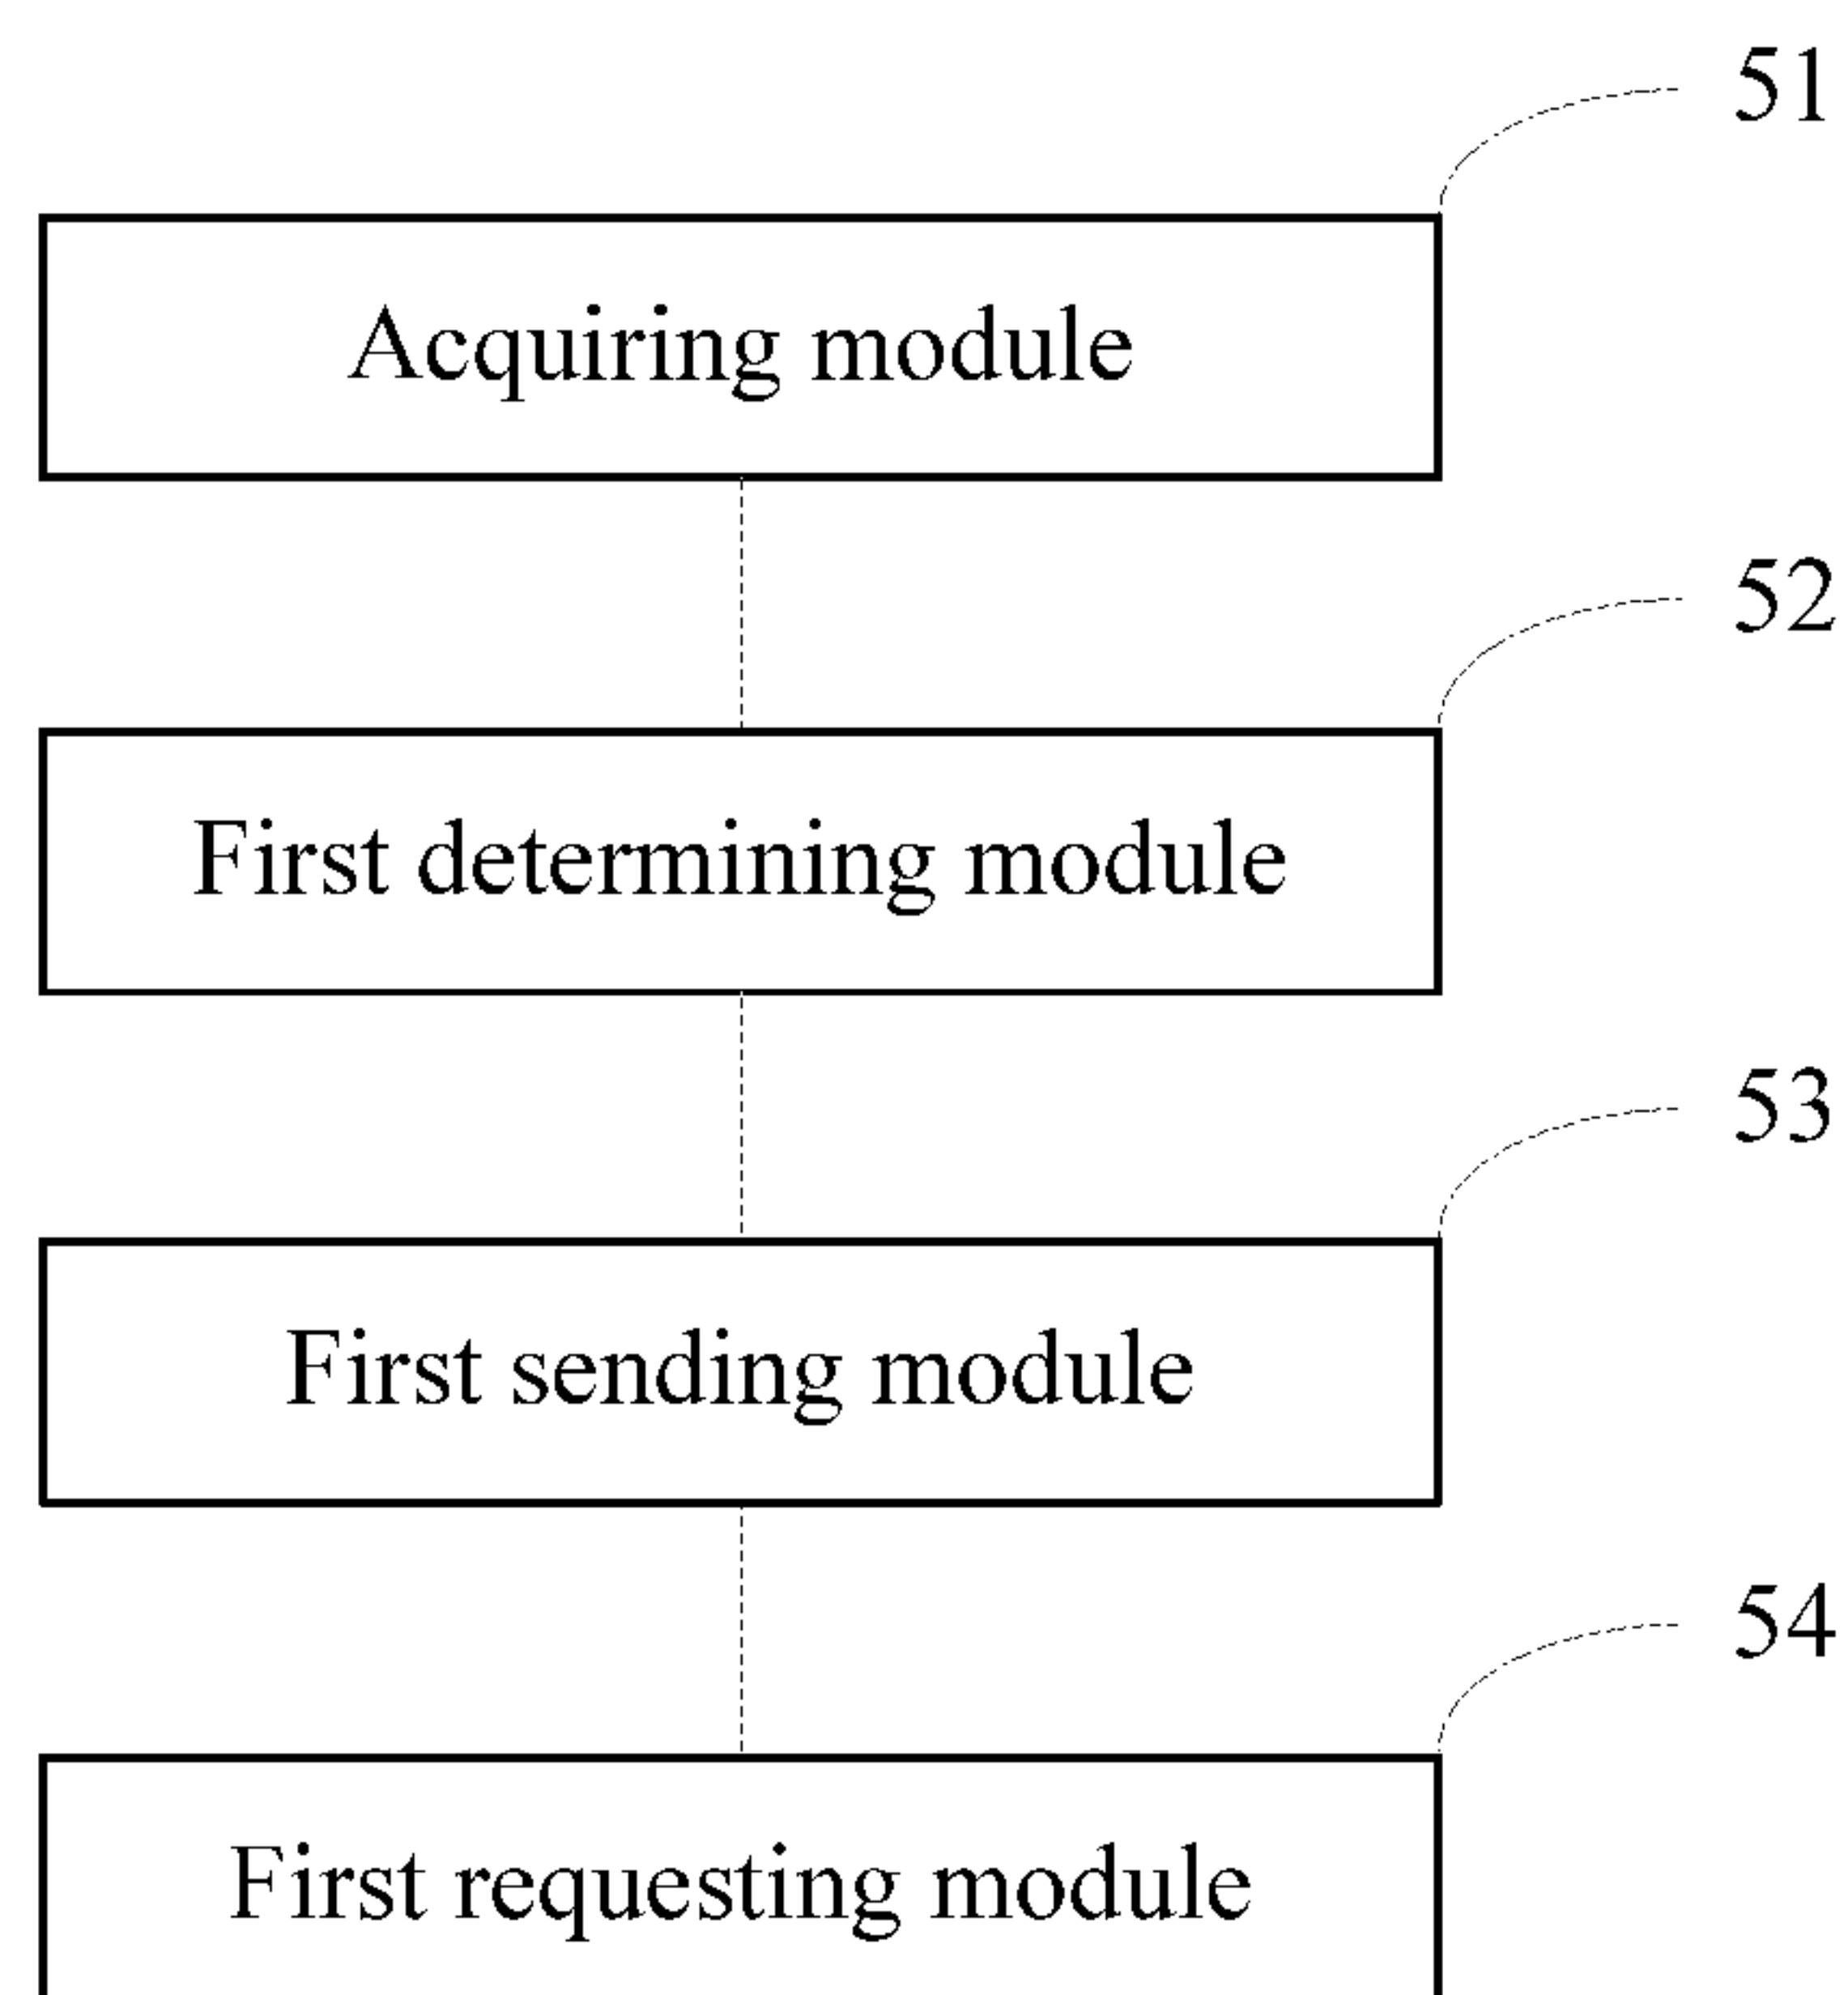 51
Acquiring module
52
First determining module
53
First sending module
54
First requesting module